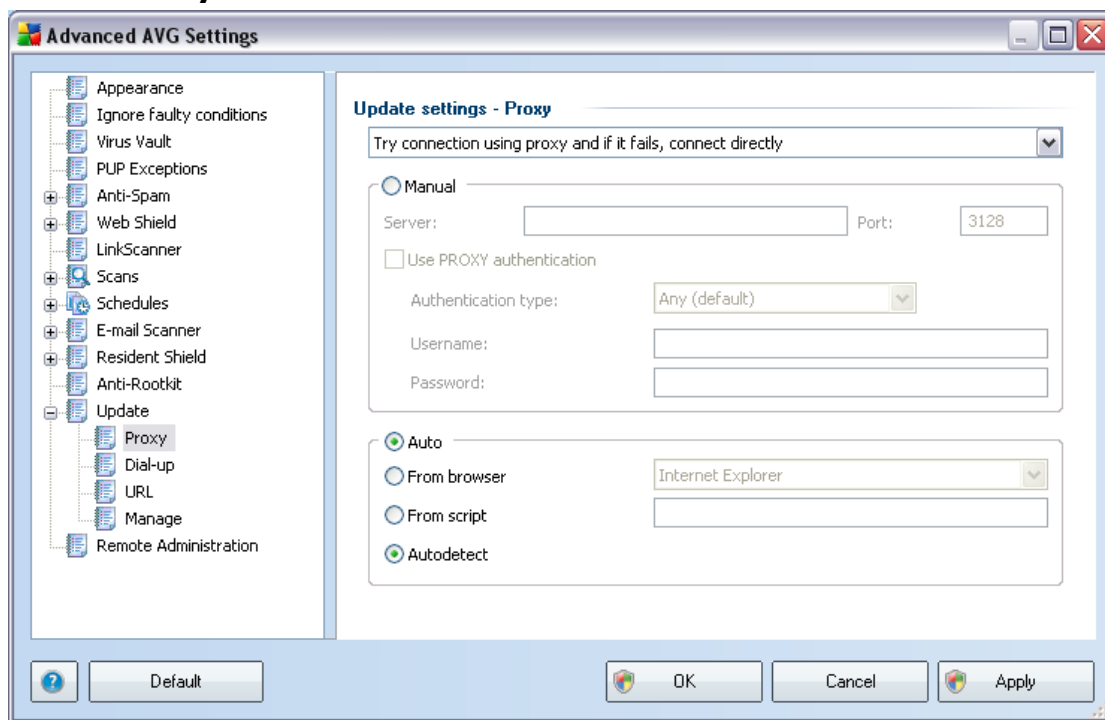 Advanced AVG Settings
Appearance
Ignore faulty conditions
Virus Vault
PUP Exceptions
Anti-Spam
Web Shield
LinkScanner
Scans
Schedules
E-mail Scanner
Resident Shield
Anti-Rootkit
Update
Proxy
Dial-up
URL
Manage
Remote Administration
Update settings - Proxy
Try connection using proxy and if it fails, connect directly
Manual
Server: Port: 3128
Use PROXY authentication
Authentication type: Any (default)
Username:
Password:
Auto
From browser Internet Explorer
From script
Autodetect
Default OK Cancel Apply